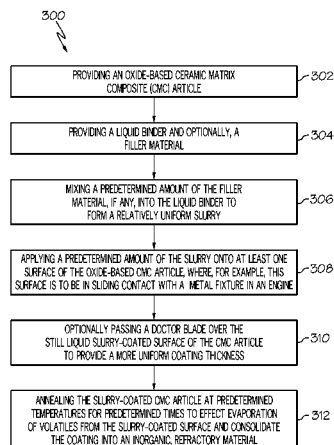 300
PROVIDING AN OXIDE-BASED CERAMIC MATRIX
COMPOSITE (CMC) ARTICLE
302
PROVIDING A LIQUID BINDER AND OPTIONALLY, A
FILLER MATERIAL
304
MIXING A PREDETERMINED AMOUNT OF THE FILLER
MATERIAL, IF ANY, INTO THE LIQUID BINDER TO
FORM A RELATIVELY UNIFORM SLURRY
306
APPLYING A PREDETERMINED AMOUNT OF THE SLURRY ONTO AT LEAST ONE
SURFACE OF THE OXIDE-BASED CMC ARTICLE, WHERE, FOR EXAMPLE, THIS
SURFACE IS TO BE IN SLIDING CONTACT WITH A METAL FIXTURE IN AN ENGINE
308
OPTIONALLY PASSING A DOCTOR BLADE OVER THE
STILL LIQUID SLURRY-COATED SURFACE OF THE CMC ARTICLE
TO PROVIDE A MORE UNIFORM COATING THICKNESS
310
ANNEALING THE SLURRY-COATED CMC ARTICLE AT PREDETERMINED
TEMPERATURES FOR PREDETERMINED TIMES TO EFFECT EVAPORATION
OF VOLATILES FROM THE SLURRY-COATED SURFACE AND CONSOLIDATE
THE COATING INTO AN INORGANIC, REFRACTORY MATERIAL
312